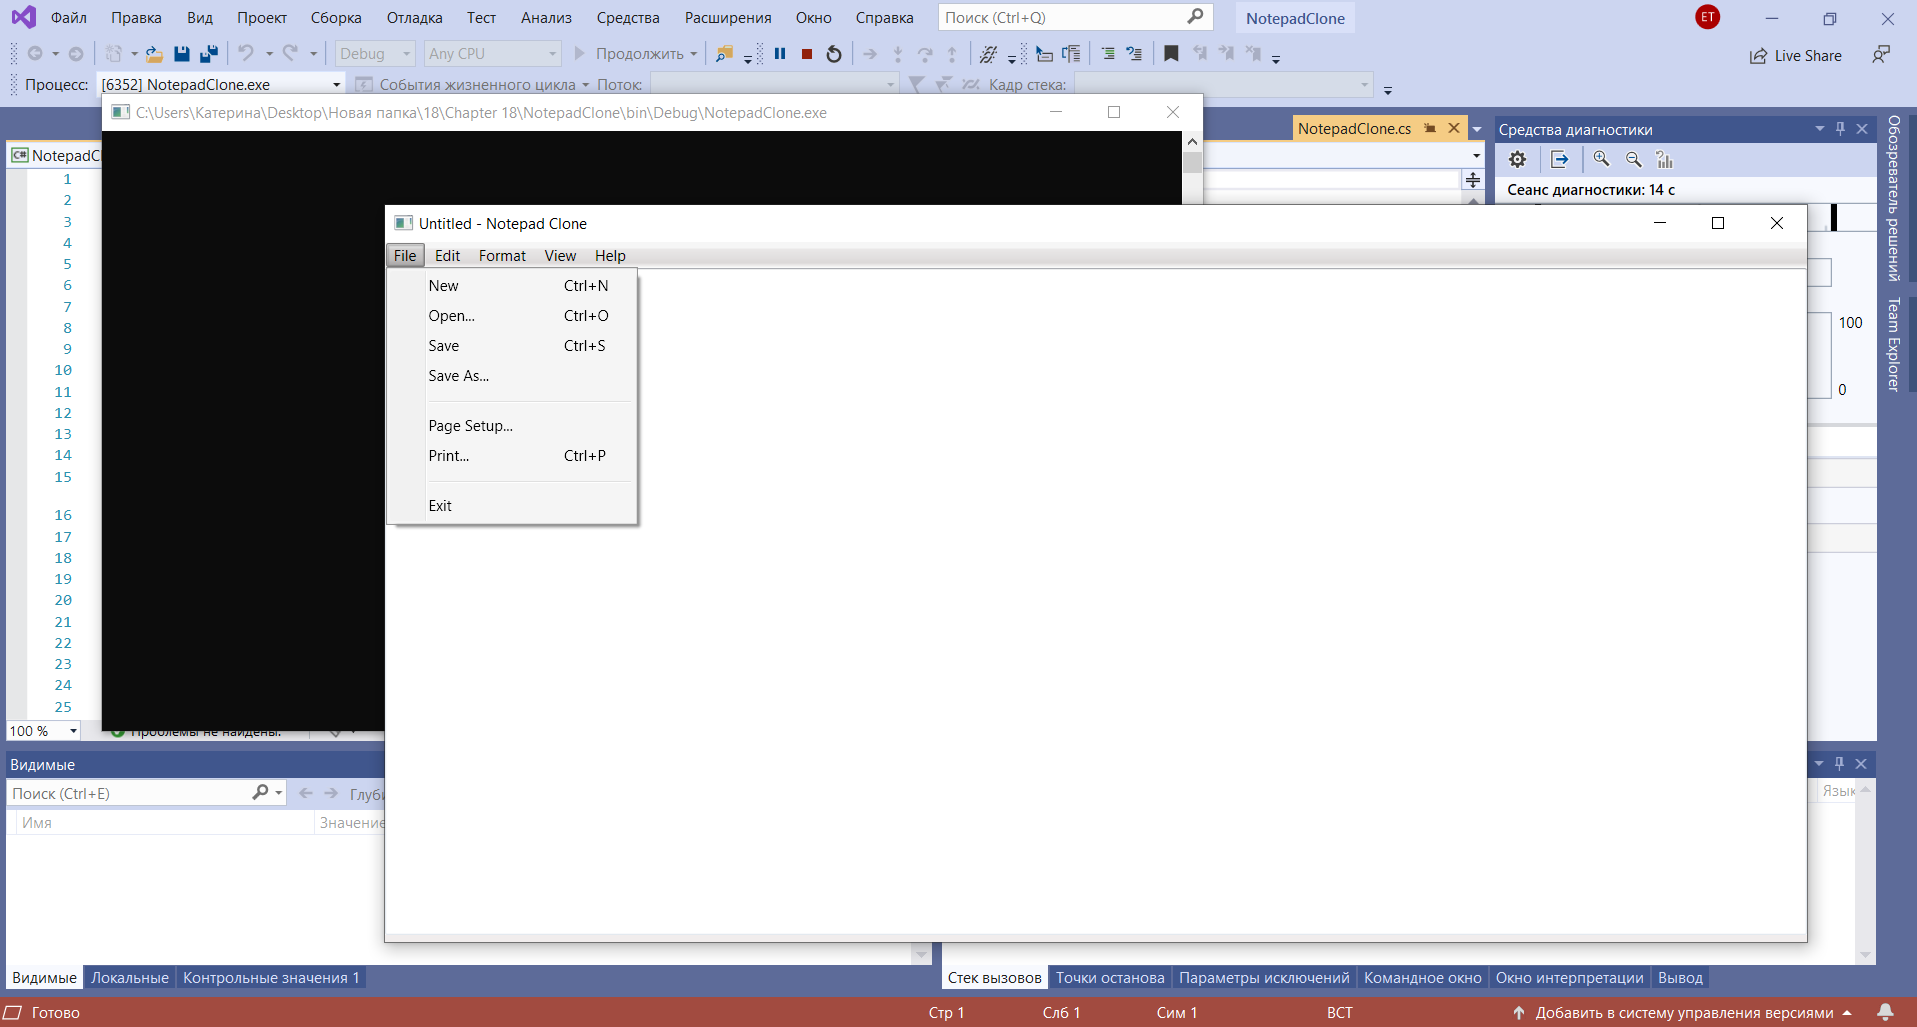 Файл Правка Вид Проект Сборка Отладка Тест Анализ Средства Расширения Окно Справка Поиск (Ctrl+Q) NotepadClone ET
Debug Any CPU Продолжить Live Share
Процесс: [6352] NotepadClone.exe События жизненного цикла Поток: Кадр стека:
C:\Users\Катерина\Desktop\Новая папка\18\Chapter 18\NotepadClone\bin\Debug\NotepadClone.exe
NotepadClone.cs
Средства диагностики
C# NotepadCl
Сеанс диагностики: 14 с
Обозреватель решений
Team Explorer
100
0
1
2
3
4
5
6
7
8
9
10
11
12
13
14
15
16
17
18
19
20
21
22
23
24
25
Untitled - Notepad Clone
File Edit Format View Help
New Ctrl+N
Open... Ctrl+O
Save Ctrl+S
Save As...
Page Setup...
Print... Ctrl+P
Exit
100 % Проблемы не найдены.
Видимые
Поиск (Ctrl+E) Глуби
Имя Значение
Язык
Видимые Локальные Контрольные значения 1
Стек вызовов Точки останова Параметры исключений Командное окно Окно интерпретации Вывод
Готово Стр 1 Слб 1 Сим 1 ВСТ Добавить в систему управления версиями